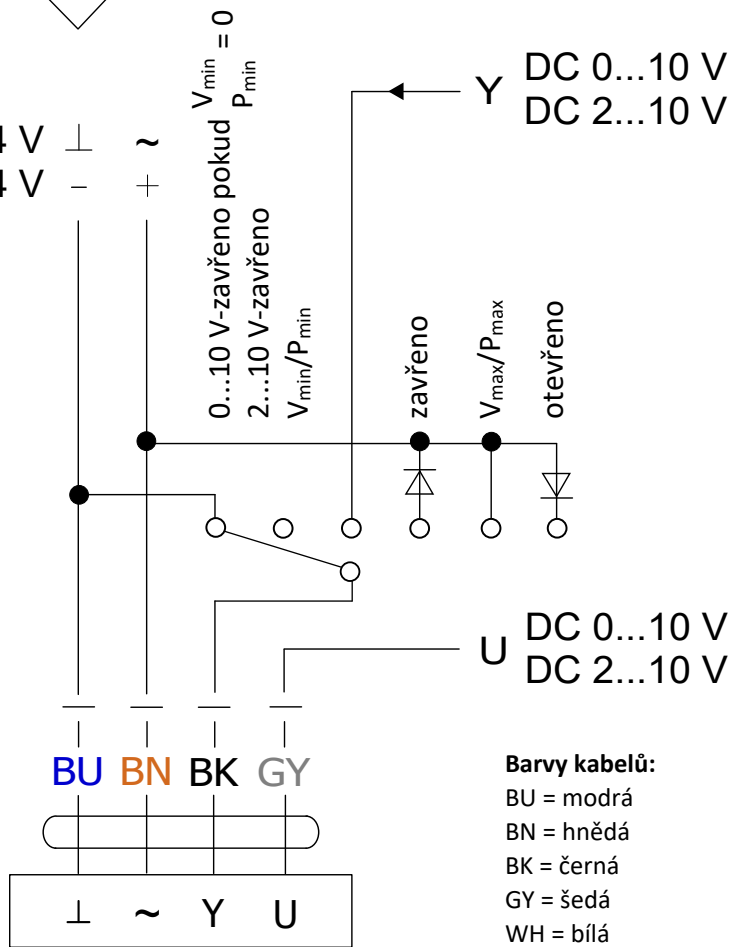 DC 0...10 V
Y
DC 2...10 V
4 V ⊥ ~
4 V - +
0...10 V-zavřeno pokud Vmin = 0
Pmin
2...10 V-zavřeno
Vmin/Pmin
zavřeno
Vmax/Pmax
otevřeno
DC 0...10 V
U
DC 2...10 V
BU BN BK GY
⊥ ~ Y U
Barvy kabelů:
BU = modrá
BN = hnědá
BK = černá
GY = šedá
WH = bílá